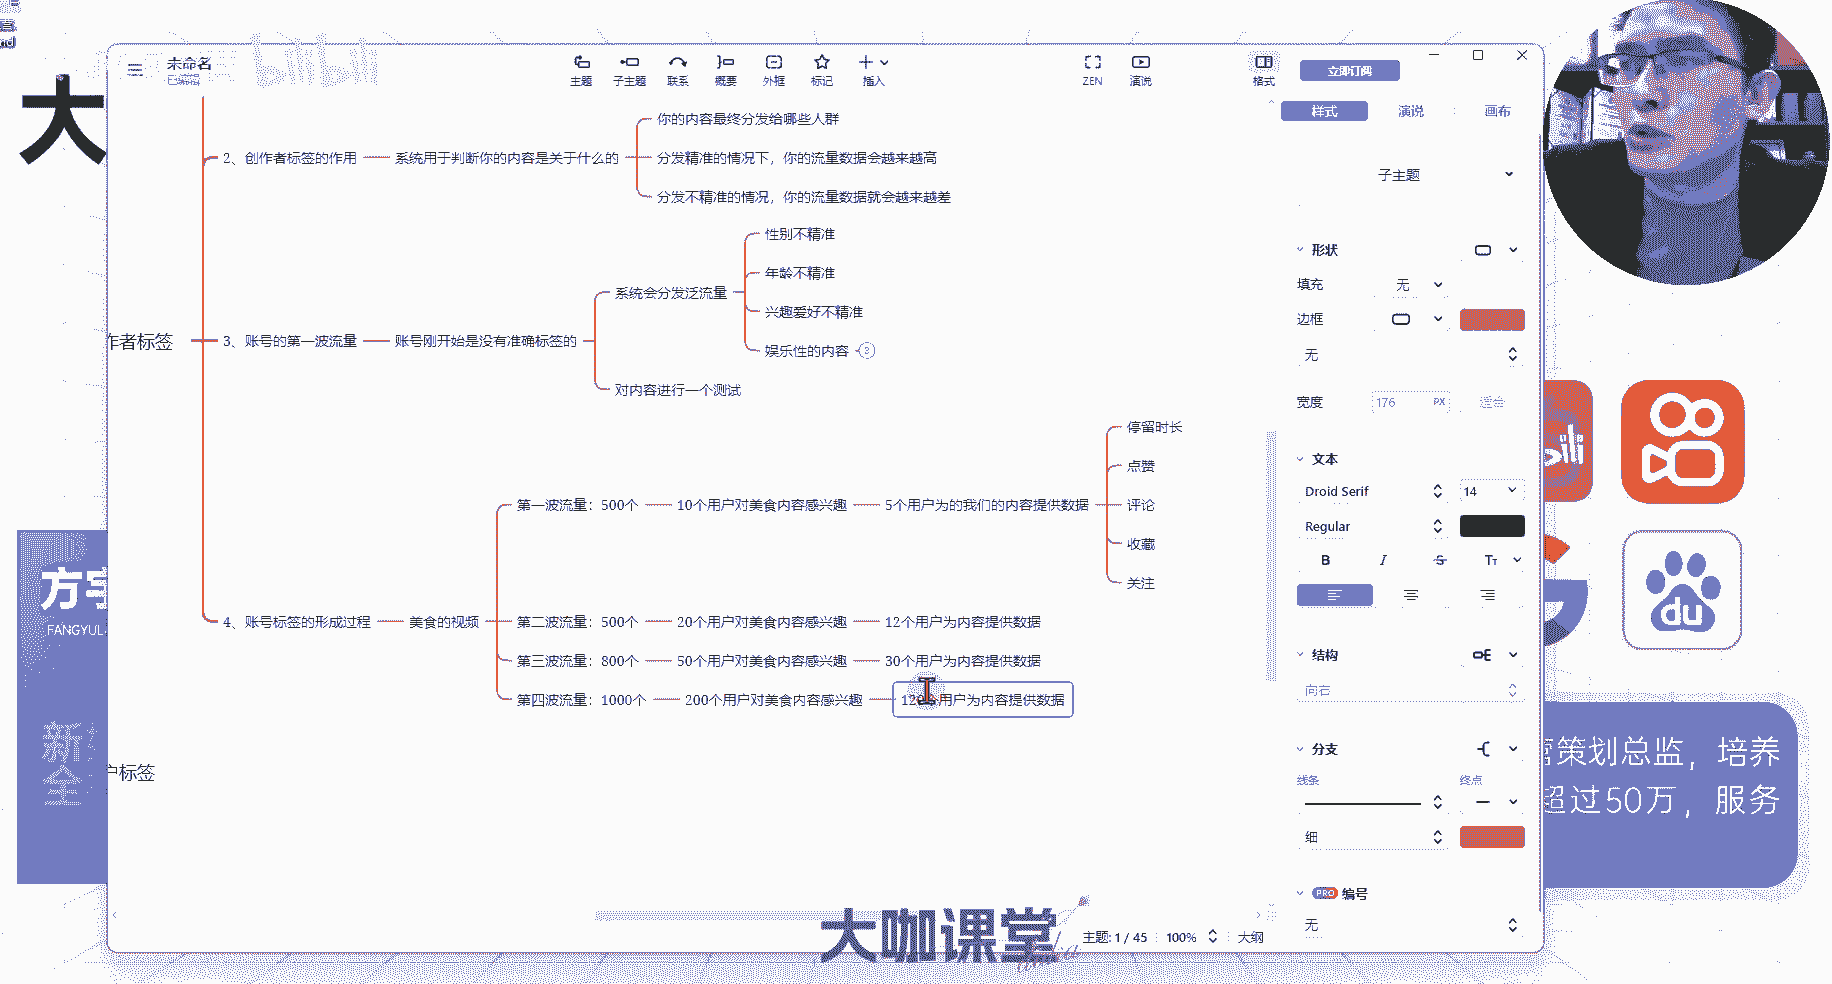 大
未命名
已编辑
bilibili
主题
子主题
联系
概要
外框
标记
插入
ZEN
演说
格式
立即订阅
样式
演说
画布
你的内容最终分发给哪些人群
2、创作者标签的作用
系统用于判断你的内容是关于什么的
分发精准的情况下，你的流量数据会越来越高
分发不精准的情况，你的流量数据就会越来越差
性别不精准
年龄不精准
系统会分发泛流量
兴趣爱好不精准
作者标签
3、账号的第一波流量
账号刚开始是没有准确标签的
娱乐性的内容
对内容进行一个测试
停留时长
点赞
第一波流量：500个
10个用户对美食内容感兴趣
5个用户为的我们的内容提供数据
评论
收藏
关注
4、账号标签的形成过程
美食的视频
第二波流量：500个
20个用户对美食内容感兴趣
12个用户为内容提供数据
第三波流量：800个
50个用户对美食内容感兴趣
30个用户为内容提供数据
第四波流量：1000个
200个用户对美食内容感兴趣
用户为内容提供数据
户标签
子主题
形状
填充
无
边框
无
宽度
176
PX
适合
文本
Droid Serif
14
Regular
B
I
S
TT
结构
向右
分支
线条
终点
细
PRO
编号
无
主题: 1 / 45
100%
大纲
大咖课堂
方宇
FANGYUL
新
全
du
策划总监，培养
超过50万，服务